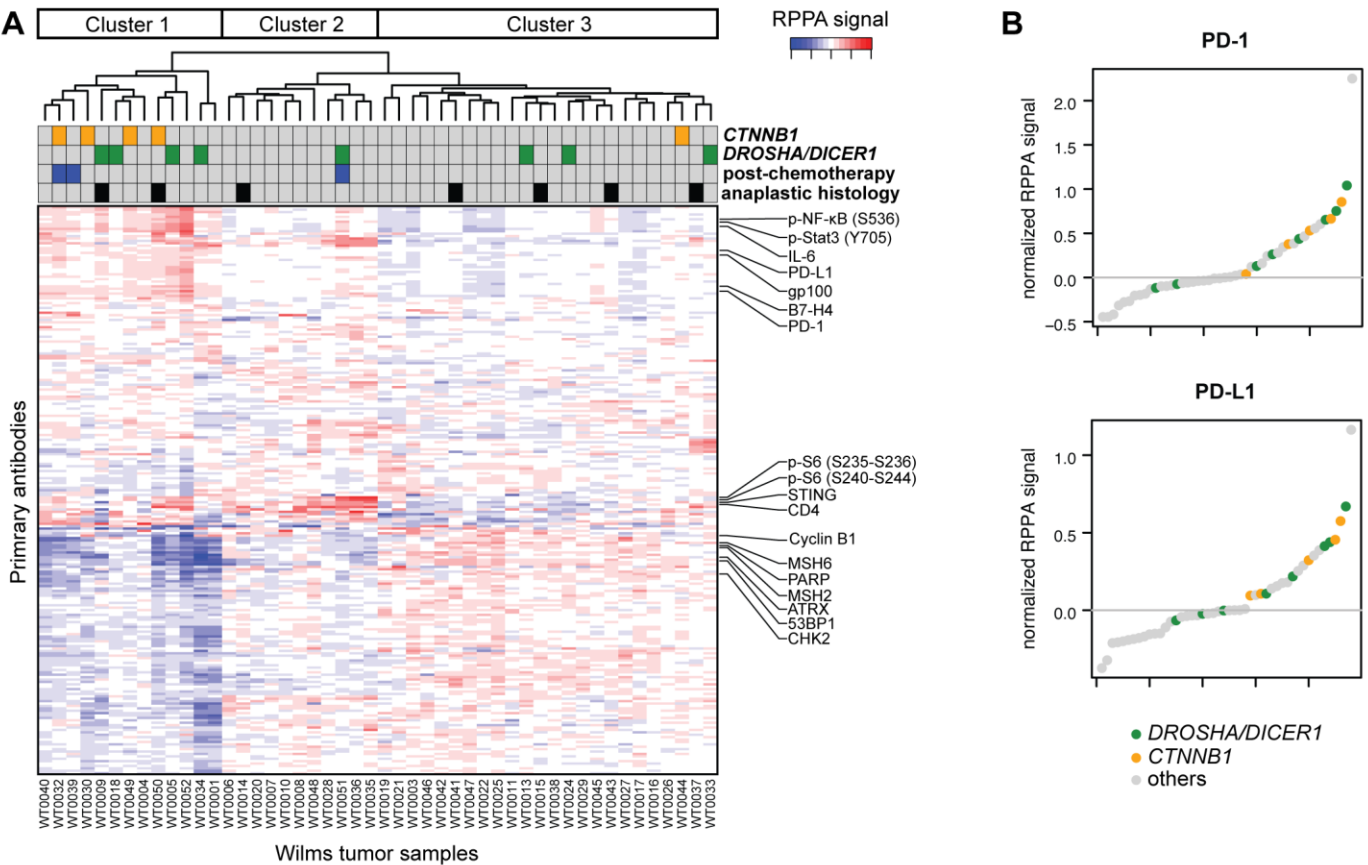 A
Cluster 1
Cluster 2
Cluster 3
RPPA signal
CTNNB1
DROSHA/DICER1
post-chemotherapy
anaplastic histology
p-NF-κB (S536)
p-Stat3 (Y705)
IL-6
PD-L1
gp100
B7-H4
PD-1
p-S6 (S235-S236)
p-S6 (S240-S244)
STING
CD4
Cyclin B1
MSH6
PARP
MSH2
ATRX
53BP1
CHK2
Primrary antibodies
WT0040
WT0032
WT0039
WT0030
WT0009
WT0018
WT0049
WT0004
WT0050
WT0005
WT0052
WT0034
WT0001
WT0006
WT0014
WT0020
WT0007
WT0010
WT0008
WT0048
WT0028
WT0051
WT0036
WT0035
WT0019
WT0021
WT0003
WT0046
WT0042
WT0041
WT0047
WT0022
WT0025
WT0011
WT0013
WT0015
WT0038
WT0024
WT0029
WT0045
WT0043
WT0027
WT0017
WT0016
WT0026
WT0044
WT0037
WT0033
Wilms tumor samples
B
PD-1
normalized RPPA signal
2.0
1.5
1.0
0.5
0.0
−0.5
PD-L1
normalized RPPA signal
1.0
0.5
0.0
DROSHA/DICER1
CTNNB1
others